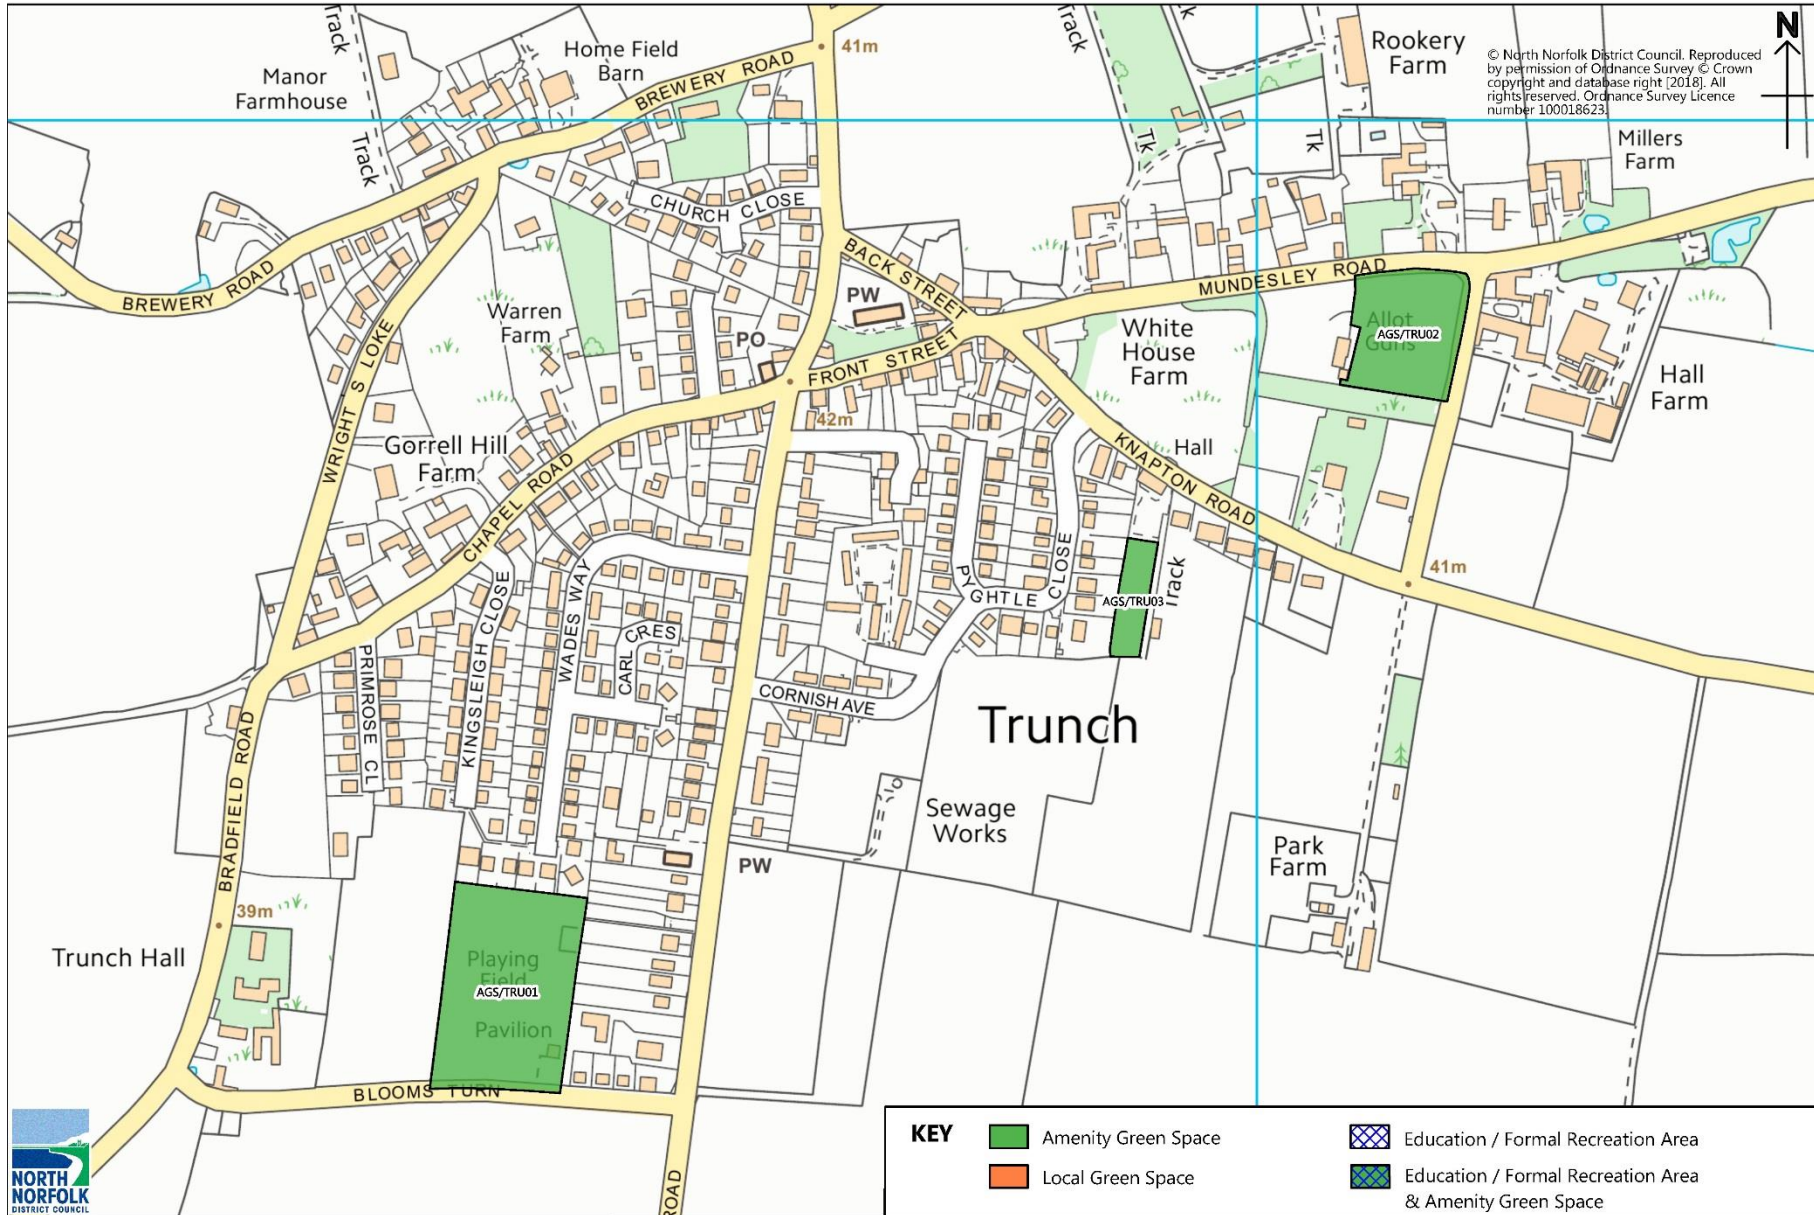 Track
Home Field
Barn
41m
Track
k
Rookery
Farm
N
© North Norfolk District Council. Reproduced
by permission of Ordnance Survey © Crown
copyright and database right [2018]. All
rights reserved. Ordnance Survey Licence
number 100018623.
Manor
Farmhouse
BREWERY ROAD
Track
Tk
Tk
Millers
Farm
CHURCH CLOSE
BREWERY ROAD
BACK STREET
MUNDESLEY ROAD
PW
Warren
Farm
PO
FRONT STREET
White
House
Farm
Allot
Gdns
AGS/TRU02
Hall
Farm
WRIGHT S LOKE
42m
Gorrell Hill
Farm
CHAPEL ROAD
KNAPTON ROAD
Hall
41m
PYGHTLE
CLOSE
AGS/TRU03
Track
WADES WAY
CARL CRES
KINGSLEIGH CLOSE
PRIMROSE CL
CORNISH AVE
Trunch
BRADFIELD ROAD
Sewage
Works
Park
Farm
PW
39m
Trunch Hall
Playing
Field
AGS/TRU01
Pavilion
BLOOMS TURN
ROAD
NORTH
NORFOLK
DISTRICT COUNCIL
KEY
Amenity Green Space
Local Green Space
Education / Formal Recreation Area
Education / Formal Recreation Area
& Amenity Green Space